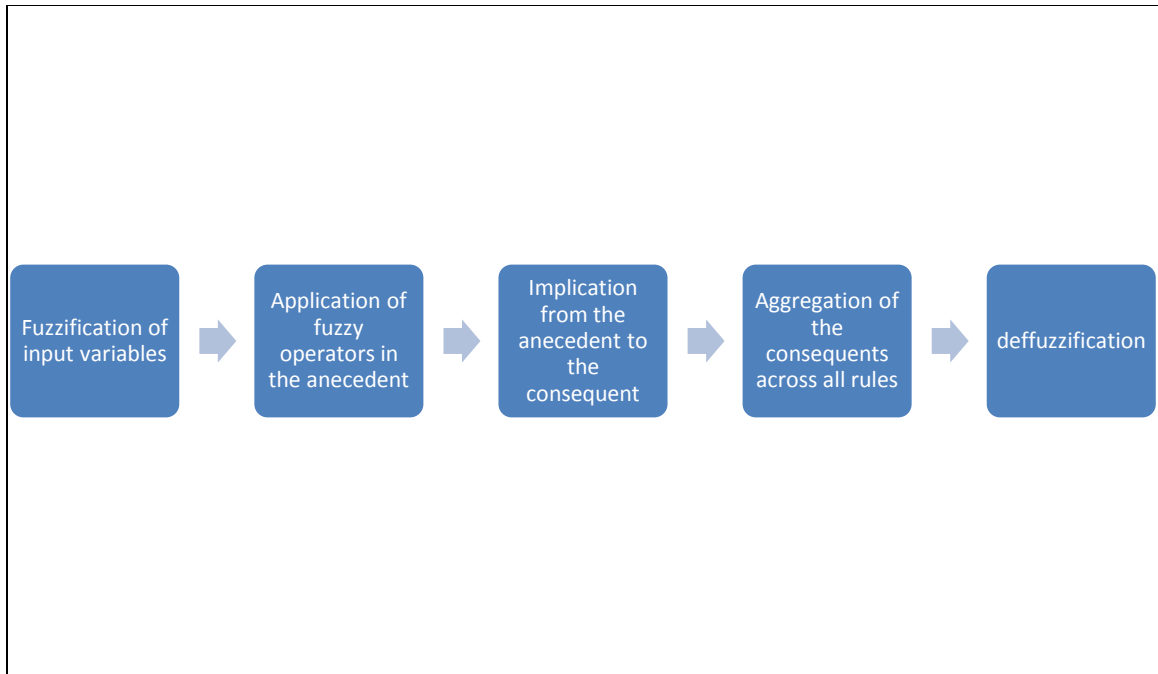 Fuzzification of
input variables
Application of
fuzzy
operators in
the anecedent
Implication
from the
anecedent to
the
consequent
Aggregation of
the
consequents
across all rules
deffuzzification